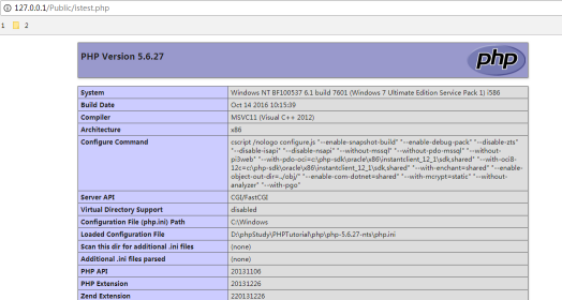 127.0.0.1/Public/1stest.php
1 2
PHP Version 5.6.27
php
System Windows NT BF100537 6.1 build 7601 (Windows 7 Ultimate Edition Service Pack 1) i586
Build Date Oct 14 2016 10:15:39
Compiler MSVC11 (Visual C++ 2012)
Architecture x86
Configure Command cscript /nologo configure.js "--enable-snapshot-build" "--enable-debug-pack" "--disable-zts"
"--disable-isapi" "--disable-nsapi" "--without-mssql" "--without-pdo-mssql" "--without-
pi3web" "--with-pdo-oci=c:\php-sdk\oracle\x86\instantclient_12_1\sdk,shared" "--with-oci8-
12c=c:\php-sdk\oracle\x86\instantclient_12_1\sdk,shared" "--with-enchant=shared" "--enable-
object-out-dir=../obj/" "--enable-com-dotnet=shared" "--with-mcrypt=static" "--without-
analyzer" "--with-pgo"
Server API CGI/FastCGI
Virtual Directory Support disabled
Configuration File (php.ini) Path C:\Windows
Loaded Configuration File D:\phpStudy\PHPTutorial\php\php-5.6.27-nts\php.ini
Scan this dir for additional .ini files (none)
Additional .ini files parsed (none)
PHP API 20131106
PHP Extension 20131226
Zend Extension 220131226